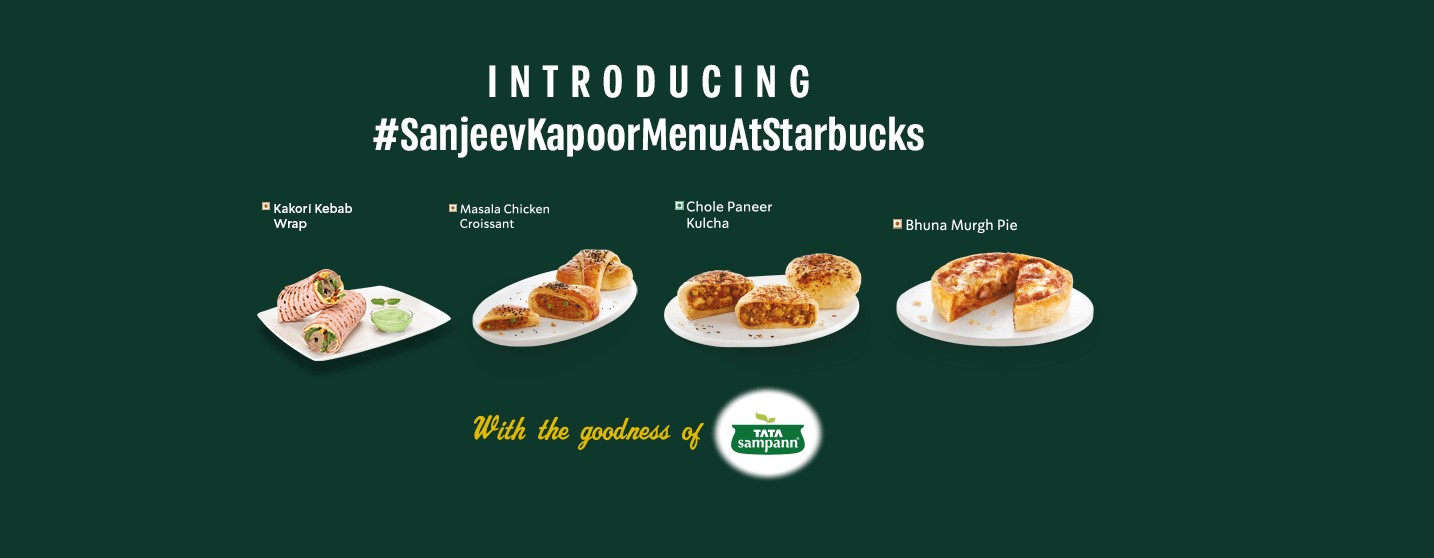 INTRODUCING
#SanjeevKapoorMenuAtStarbucks
Kakori Kebab
Wrap
Masala Chicken
Croissant
Chole Paneer
Kulcha
Bhuna Murgh Pie
With the goodness of
TATA
sampann